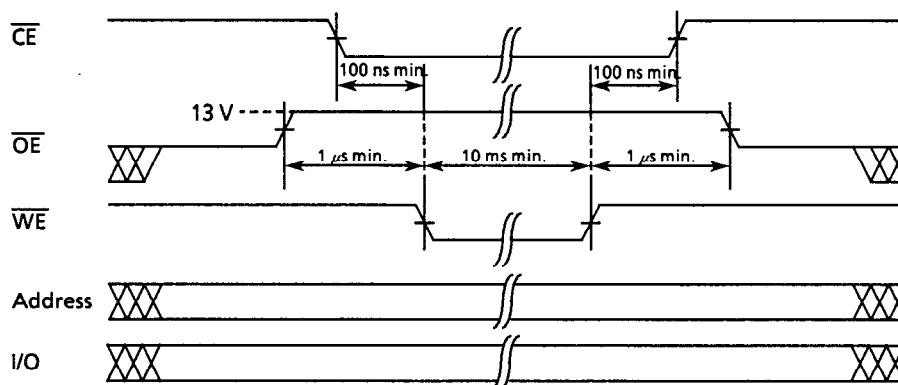 CE
100 ns min.
100 ns min.
13 V
OE
1 μs min.
10 ms min.
1 μs min.
WE
Address
I/O